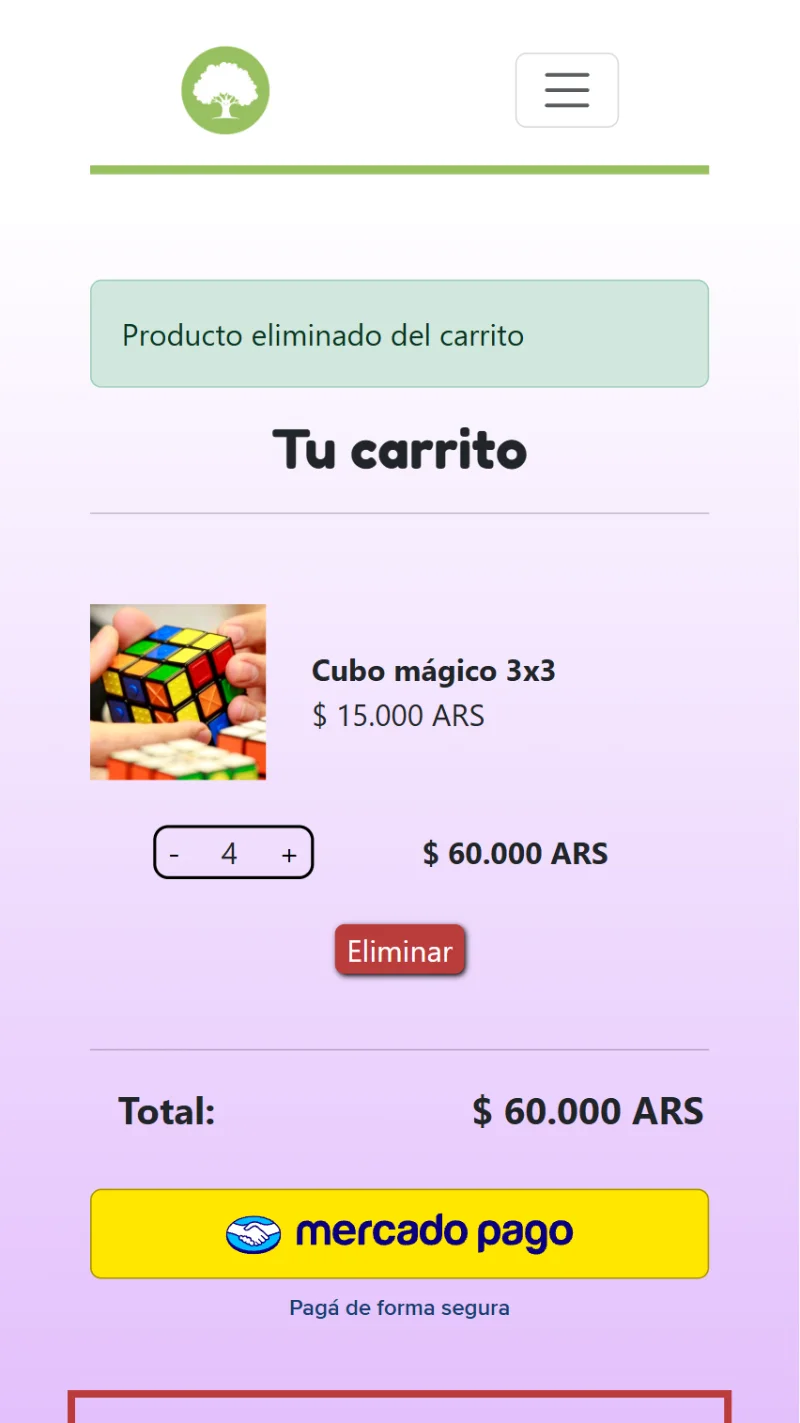 Producto eliminado del carrito
Tu carrito
Cubo mágico 3x3
$ 15.000 ARS
- 4 +
$ 60.000 ARS
Eliminar
Total:
$ 60.000 ARS
mercado pago
Pagá de forma segura